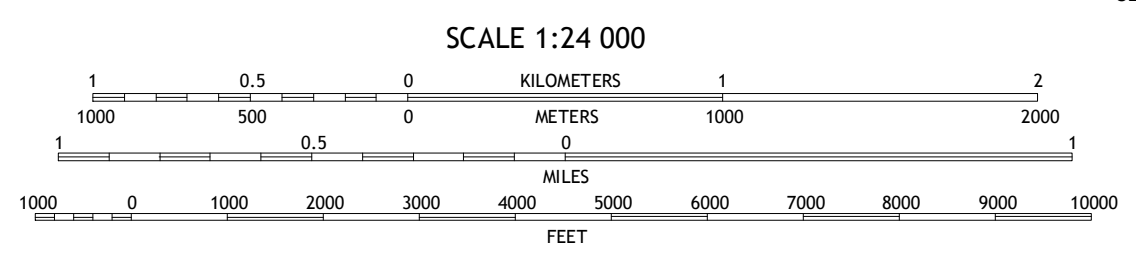 SCALE 1:24 000
1 0.5 0 KILOMETERS 1 2
1000 500 0 METERS 1000 2000
1 0.5 0 1
MILES
1000 0 1000 2000 3000 4000 5000 6000 7000 8000 9000 10000
FEET